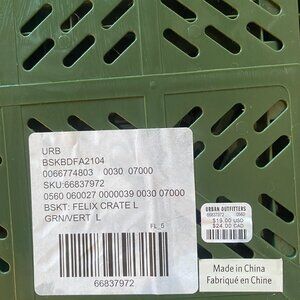 URB
BSKBDFA2104
0066774803 0030 07000
SKU:66837972
0560 060027 0000039 0030 07000
BSKT: FELIX CRATE L
GRN/VERT L
FL_5
66837972
URBAN OUTFITTERS
66837972 0560
$19.00 USD
$24.00 CAD
Made in China
Fabriqué en Chine